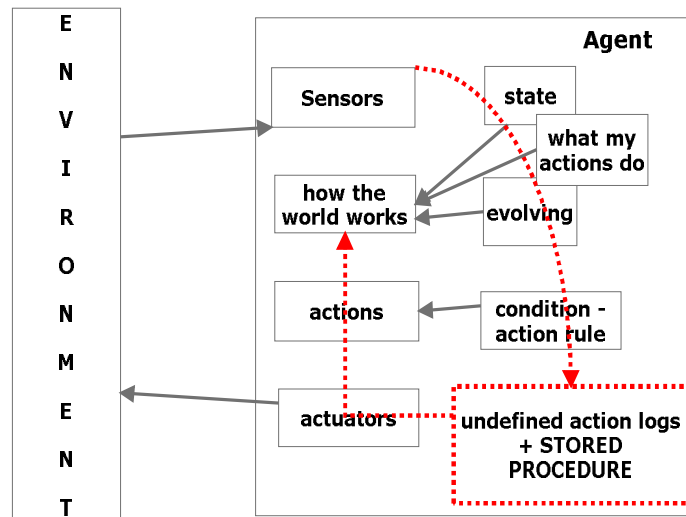 E
N
V
I
R
O
N
M
E
N
T
Agent
Sensors
state
what my
actions do
how the
world works
evolving
actions
condition -
action rule
actuators
undefined action logs
+ STORED
PROCEDURE